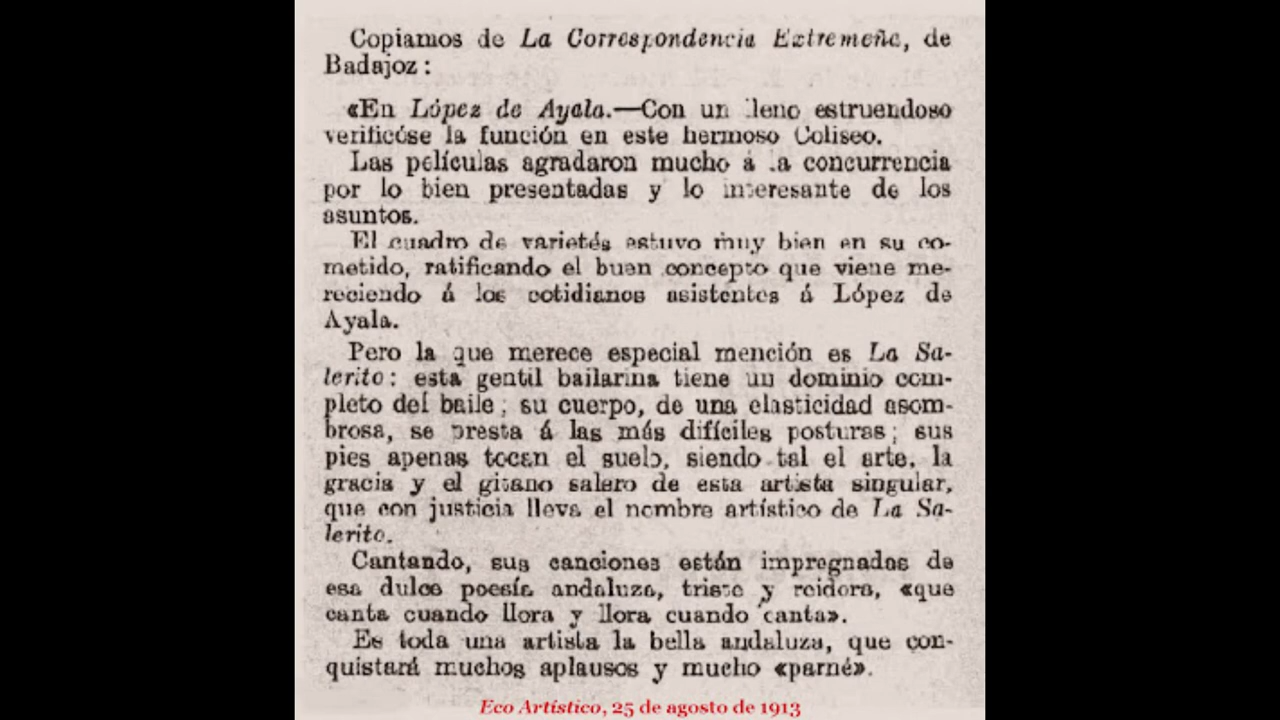 Copiamos de La Correspondencia Extremeña, de
Badajoz:
«En López de Ayala.—Con un lleno estruendoso
verificóse la función en este hermoso Coliseo.
Las películas agradaron mucho á la concurrencia
por lo bien presentadas y lo interesante de los
asuntos.
El cuadro de varietés estuvo muy bien en su co-
metido, ratificando el buen concepto que viene me-
reciendo á los cotidianos asistentes á López de
Ayala.
Pero la que merece especial mención es La Sa-
lerito: esta gentil bailarina tiene un dominio com-
pleto del baile; su cuerpo, de una elasticidad asom-
brosa, se presta á las más difíciles posturas; sus
pies apenas tocan el suelo, siendo tal el arte, la
gracia y el gitano salero de esta artista singular,
que con justicia lleva el nombre artístico de La Sa-
lerito.
Cantando, sus canciones están impregnadas de
esa dulce poesía andaluza, triste y reidora, «que
canta cuando llora y llora cuando canta».
Es toda una artista la bella andaluza, que con-
quistará muchos aplausos y mucho «parné».
Eco Artístico, 25 de agosto de 1913